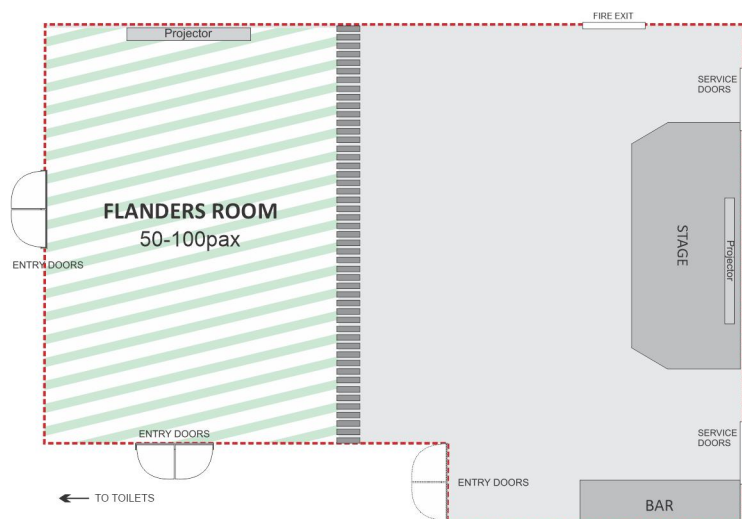 FIRE EXIT
Projector
SERVICE
DOORS
FLANDERS ROOM
50-100pax
STAGE
Projector
ENTRY DOORS
ENTRY DOORS
SERVICE
DOORS
ENTRY DOORS
TO TOILETS
BAR